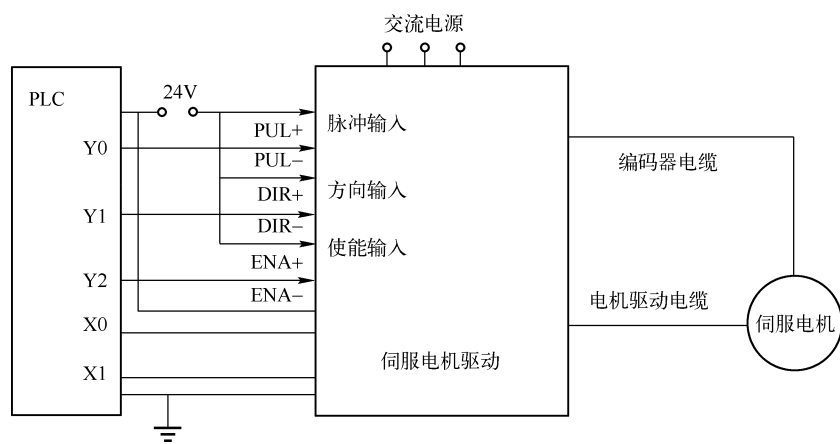 交流电源
PLC
24V
脉冲输入
PUL+
Y0
PUL−
编码器电缆
方向输入
DIR+
Y1
DIR−
使能输入
ENA+
Y2
ENA−
电机驱动电缆
X0
伺服电机
伺服电机驱动
X1